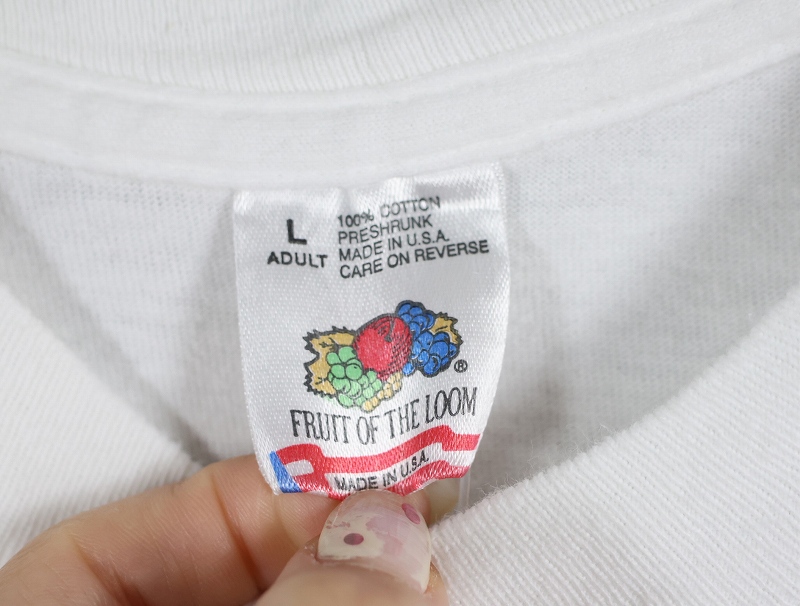 L
ADULT
100% COTTON
PRESHRUNK
MADE IN U.S.A.
CARE ON REVERSE
®
FRUIT OF THE LOOM
MADE IN U.S.A.